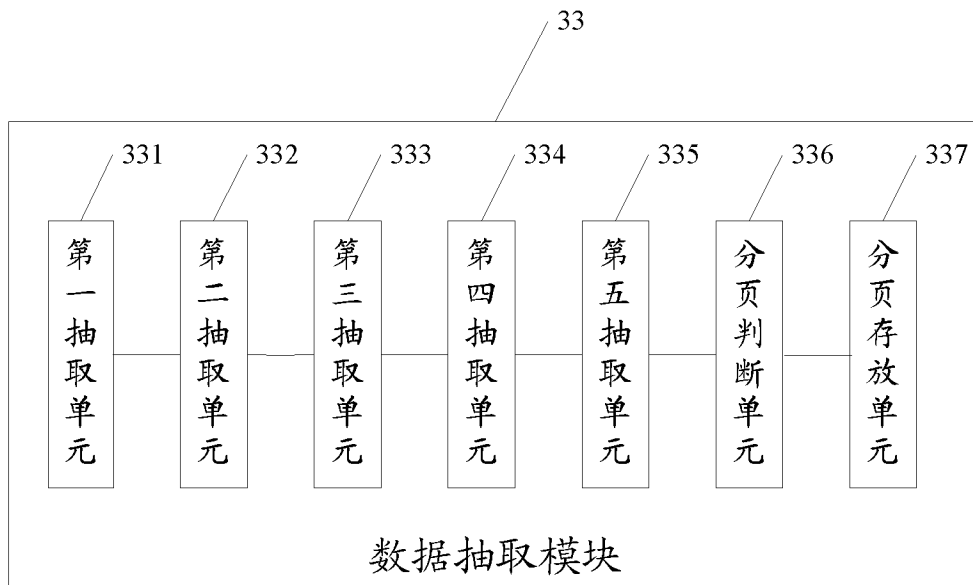 33
331
332
333
334
335
336
337
第一抽取单元
第二抽取单元
第三抽取单元
第四抽取单元
第五抽取单元
分页判断单元
分页存放单元
数据抽取模块